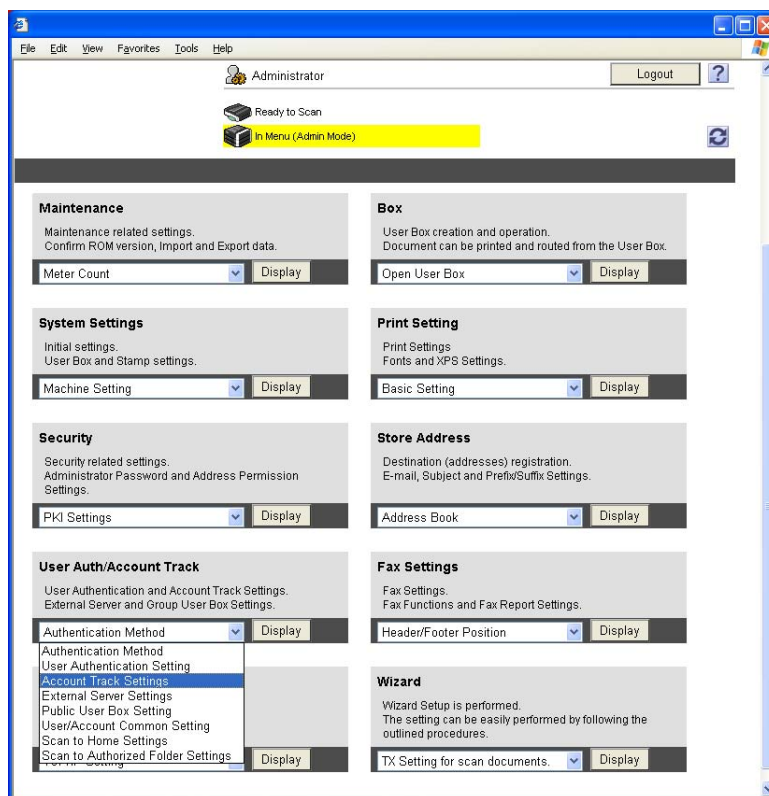 File Edit View Favorites Tools Help
Administrator
Logout
?
Ready to Scan
In Menu (Admin Mode)
Maintenance
Maintenance related settings.
Confirm ROM version, Import and Export data.
Meter Count
Display
Box
User Box creation and operation.
Document can be printed and routed from the User Box.
Open User Box
Display
System Settings
Initial settings.
User Box and Stamp settings.
Machine Setting
Display
Print Setting
Print Settings
Fonts and XPS Settings.
Basic Setting
Display
Security
Security related settings.
Administrator Password and Address Permission
Settings.
PKI Settings
Display
Store Address
Destination (addresses) registration.
E-mail, Subject and Prefix/Suffix Settings.
Address Book
Display
User Auth/Account Track
User Authentication and Account Track Settings.
External Server and Group User Box Settings.
Authentication Method
Display
Authentication Method
User Authentication Setting
Account Track Settings
External Server Settings
Public User Box Setting
User/Account Common Setting
Scan to Home Settings
Scan to Authorized Folder Settings
Display
Fax Settings
Fax Settings.
Fax Functions and Fax Report Settings.
Header/Footer Position
Display
Wizard
Wizard Setup is performed.
The setting can be easily performed by following the
outlined procedures.
TX Setting for scan documents.
Display